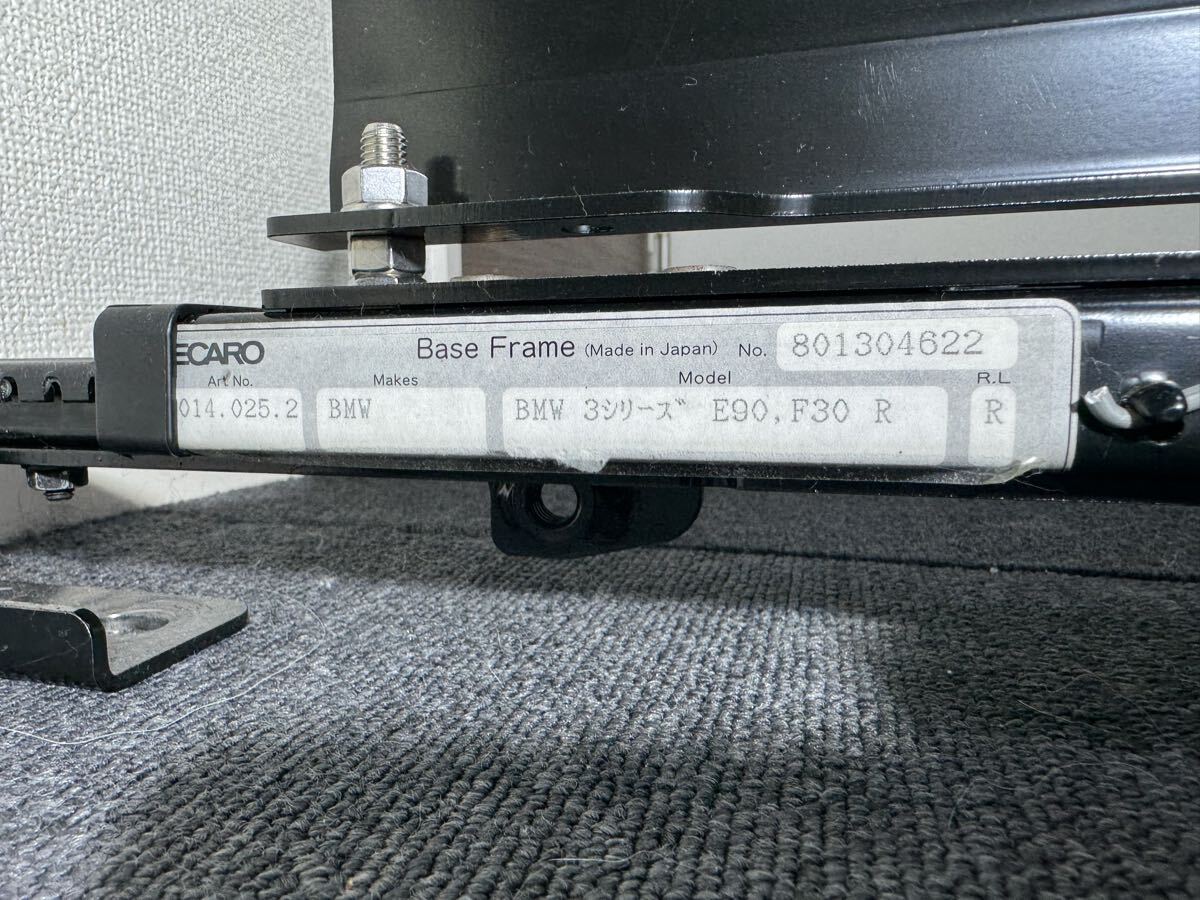 ECARO Base Frame (Made in Japan) No. 801304622
Art No. Makes Model R.L
014.025.2 BMW BMW 3シリーズ E90,F30 R R